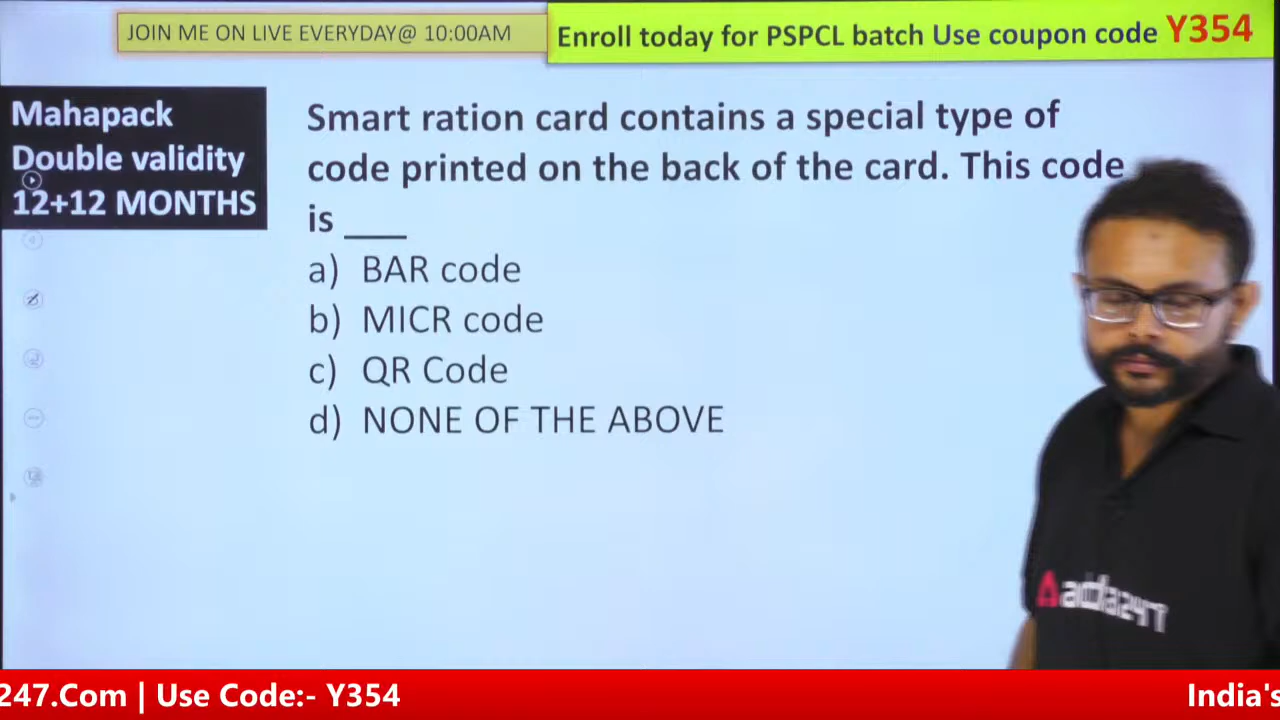 JOIN ME ON LIVE EVERYDAY@ 10:00AM
Enroll today for PSPCL batch Use coupon code Y354
Mahapack
Double validity
12+12 MONTHS
Smart ration card contains a special type of
code printed on the back of the card. This code
is ____
a) BAR code
b) MICR code
c) QR Code
d) NONE OF THE ABOVE
adda247
247.Com | Use Code:- Y354
India's